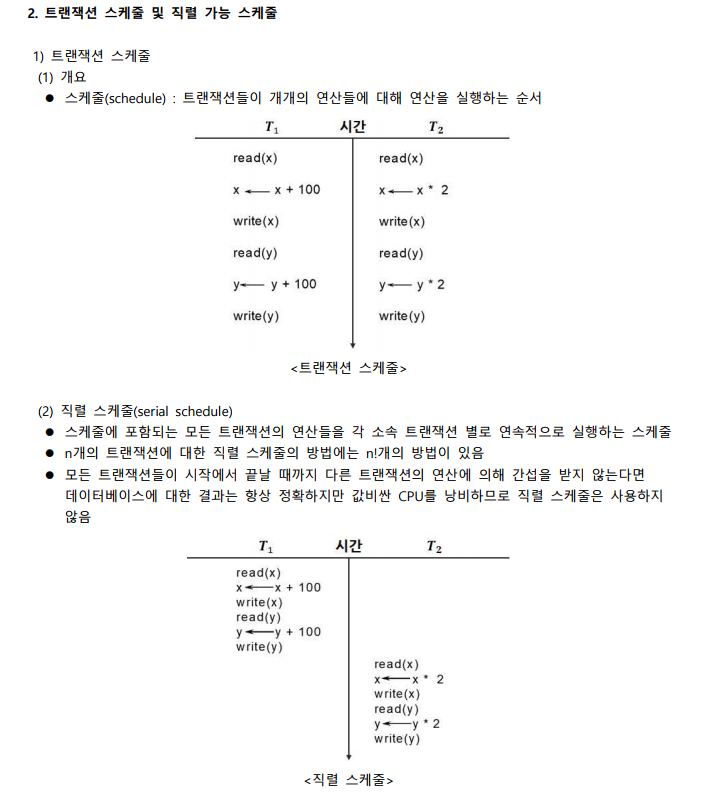 2. 트랜잭션 스케줄 및 직렬 가능 스케줄
1) 트랜잭션 스케줄
(1) 개요
● 스케줄(schedule) : 트랜잭션들이 개개의 연산들에 대해 연산을 실행하는 순서
T₁ 시간 T₂
read(x) read(x)
x ← x + 100 x ← x * 2
write(x) write(x)
read(y) read(y)
y ← y + 100 y ← y * 2
write(y) write(y)
<트랜잭션 스케줄>
(2) 직렬 스케줄(serial schedule)
● 스케줄에 포함되는 모든 트랜잭션의 연산들을 각 소속 트랜잭션 별로 연속적으로 실행하는 스케줄
● n개의 트랜잭션에 대한 직렬 스케줄의 방법에는 n!개의 방법이 있음
● 모든 트랜잭션들이 시작에서 끝날 때까지 다른 트랜잭션의 연산에 의해 간섭을 받지 않는다면
데이터베이스에 대한 결과는 항상 정확하지만 값비싼 CPU를 낭비하므로 직렬 스케줄은 사용하지
않음
T₁ 시간 T₂
read(x)
x ← x + 100
write(x)
read(y)
y ← y + 100
write(y)
read(x)
x ← x * 2
write(x)
read(y)
y ← y * 2
write(y)
<직렬 스케줄>